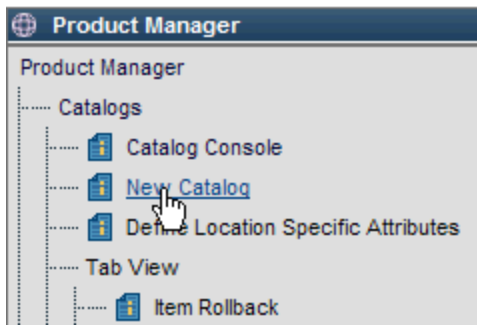 Product Manager
Product Manager
Catalogs
Catalog Console
New Catalog
Define Location Specific Attributes
Tab View
Item Rollback